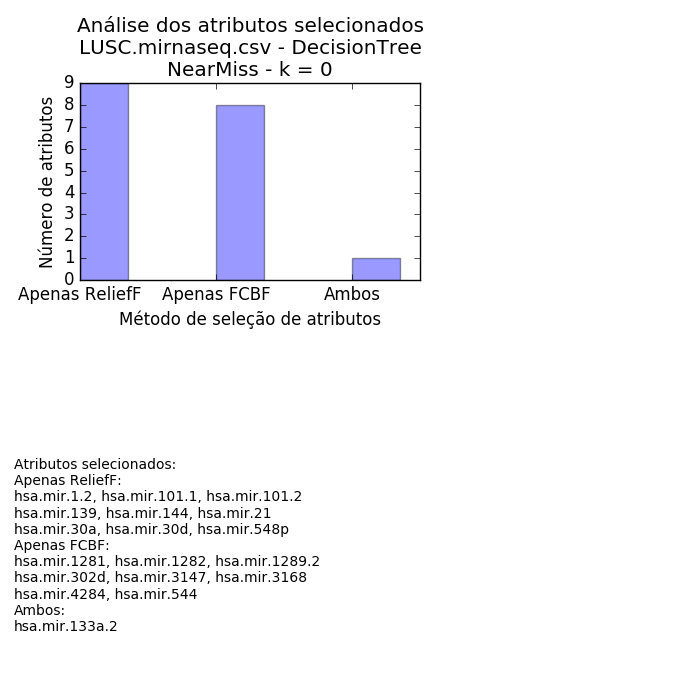 Análise dos atributos selecionados
LUSC.mirnaseq.csv - DecisionTree
NearMiss - k = 0
9
8
7
6
5
4
3
2
1
0
Número de atributos
Apenas ReliefF
Apenas FCBF
Ambos
Método de seleção de atributos
Atributos selecionados:
Apenas ReliefF:
hsa.mir.1.2, hsa.mir.101.1, hsa.mir.101.2
hsa.mir.139, hsa.mir.144, hsa.mir.21
hsa.mir.30a, hsa.mir.30d, hsa.mir.548p
Apenas FCBF:
hsa.mir.1281, hsa.mir.1282, hsa.mir.1289.2
hsa.mir.302d, hsa.mir.3147, hsa.mir.3168
hsa.mir.4284, hsa.mir.544
Ambos:
hsa.mir.133a.2